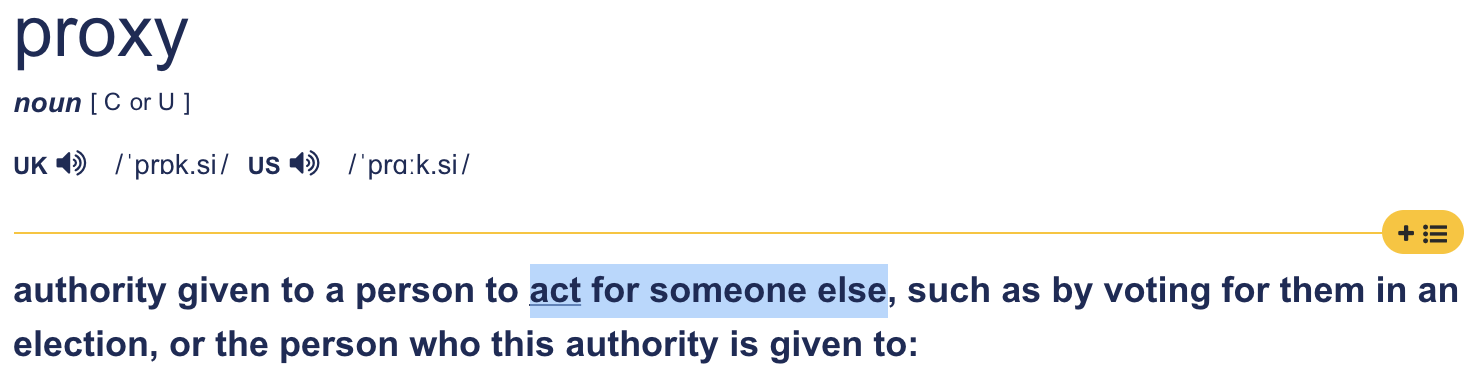 proxy
noun [ C or U ]
UK /ˈprɒk.si/ US /ˈprɑːk.si/
authority given to a person to act for someone else, such as by voting for them in an
election, or the person who this authority is given to: